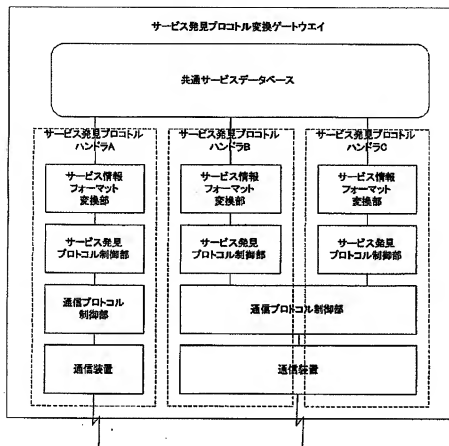 サービス発見プロコトル変換ゲートウエイ
共通サービスデータベース
サービス発見プロコトル
ハンドラA
サービス発見プロコトル
ハンドラB
サービス発見プロコトル
ハンドラC
サービス情報
フォーマット
変換部
サービス情報
フォーマット
変換部
サービス情報
フォーマット
変換部
サービス発見
プロトコル制御部
サービス発見
プロトコル制御部
サービス発見
プロトコル制御部
通信プロトコル
制御部
通信プロトコル制御部
通信装置
通信装置